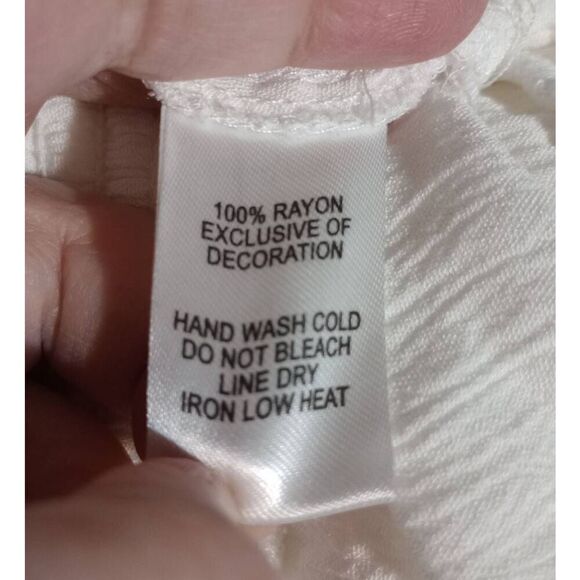 100% RAYON
EXCLUSIVE OF
DECORATION
HAND WASH COLD
DO NOT BLEACH
LINE DRY
IRON LOW HEAT